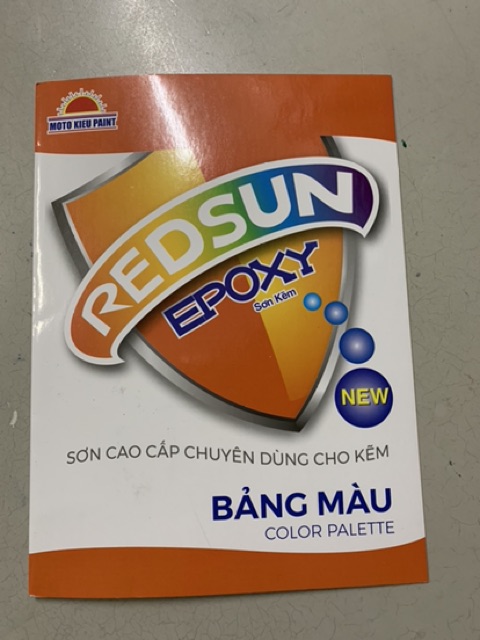 MOTO KIEU PAINT
REDSUN
EPOXY
Sơn Kẽm
NEW
SƠN CAO CẤP CHUYÊN DÙNG CHO KẼM
BẢNG MÀU
COLOR PALETTE